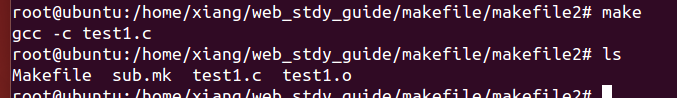 root@ubuntu:/home/xiang/web_stdy_guide/makefile/makefile2# make
gcc -c test1.c
root@ubuntu:/home/xiang/web_stdy_guide/makefile/makefile2# ls
Makefile  sub.mk  test1.c  test1.o
root@ubuntu:/home/xiang/web_stdy_guide/makefile/makefile2#